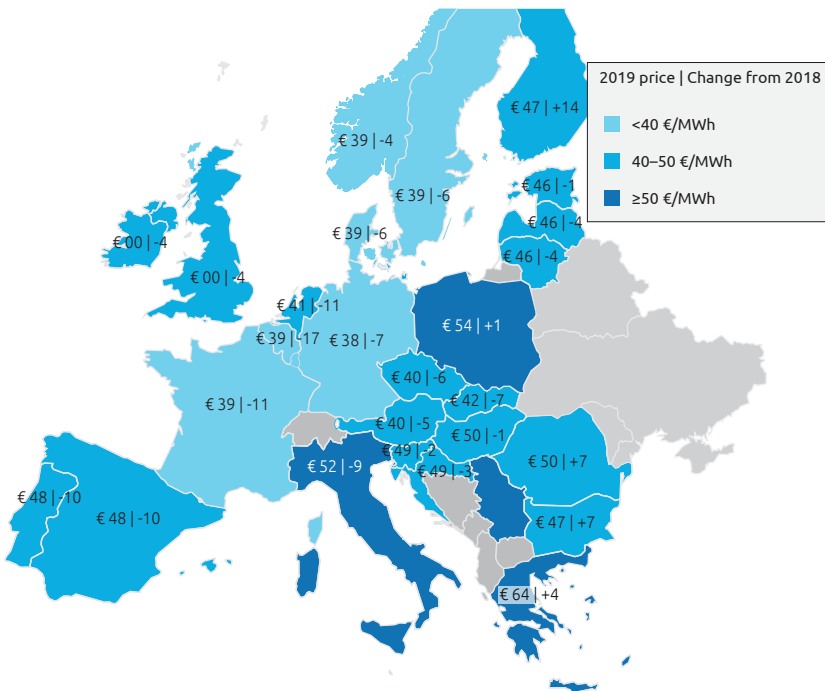 2019 price | Change from 2018
<40 €/MWh
40–50 €/MWh
≥50 €/MWh
€ 47 | +14
€ 39 | -4
€ 39 | -6
€ 46 | -1
€ 46 | -4
€ 39 | -6
€ 00 | -4
€ 46 | -4
€ 00 | -4
€ 41 | -11
€ 54 | +1
€ 39 | -17
€ 38 | -7
€ 40 | -6
€ 42 | -7
€ 39 | -11
€ 40 | -5
€ 50 | -1
€ 49 | -2
€ 50 | +7
€ 52 | -9
€ 49 | -3
€ 48 | -10
€ 48 | -10
€ 47 | +7
€ 64 | +4